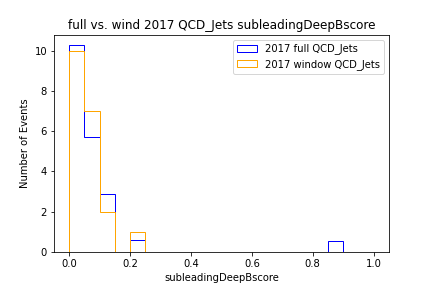 full vs. wind 2017 QCD_Jets subleadingDeepBscore
2017 full QCD_Jets
2017 window QCD_Jets
Number of Events
10
8
6
4
2
0
0.0 0.2 0.4 0.6 0.8 1.0
subleadingDeepBscore